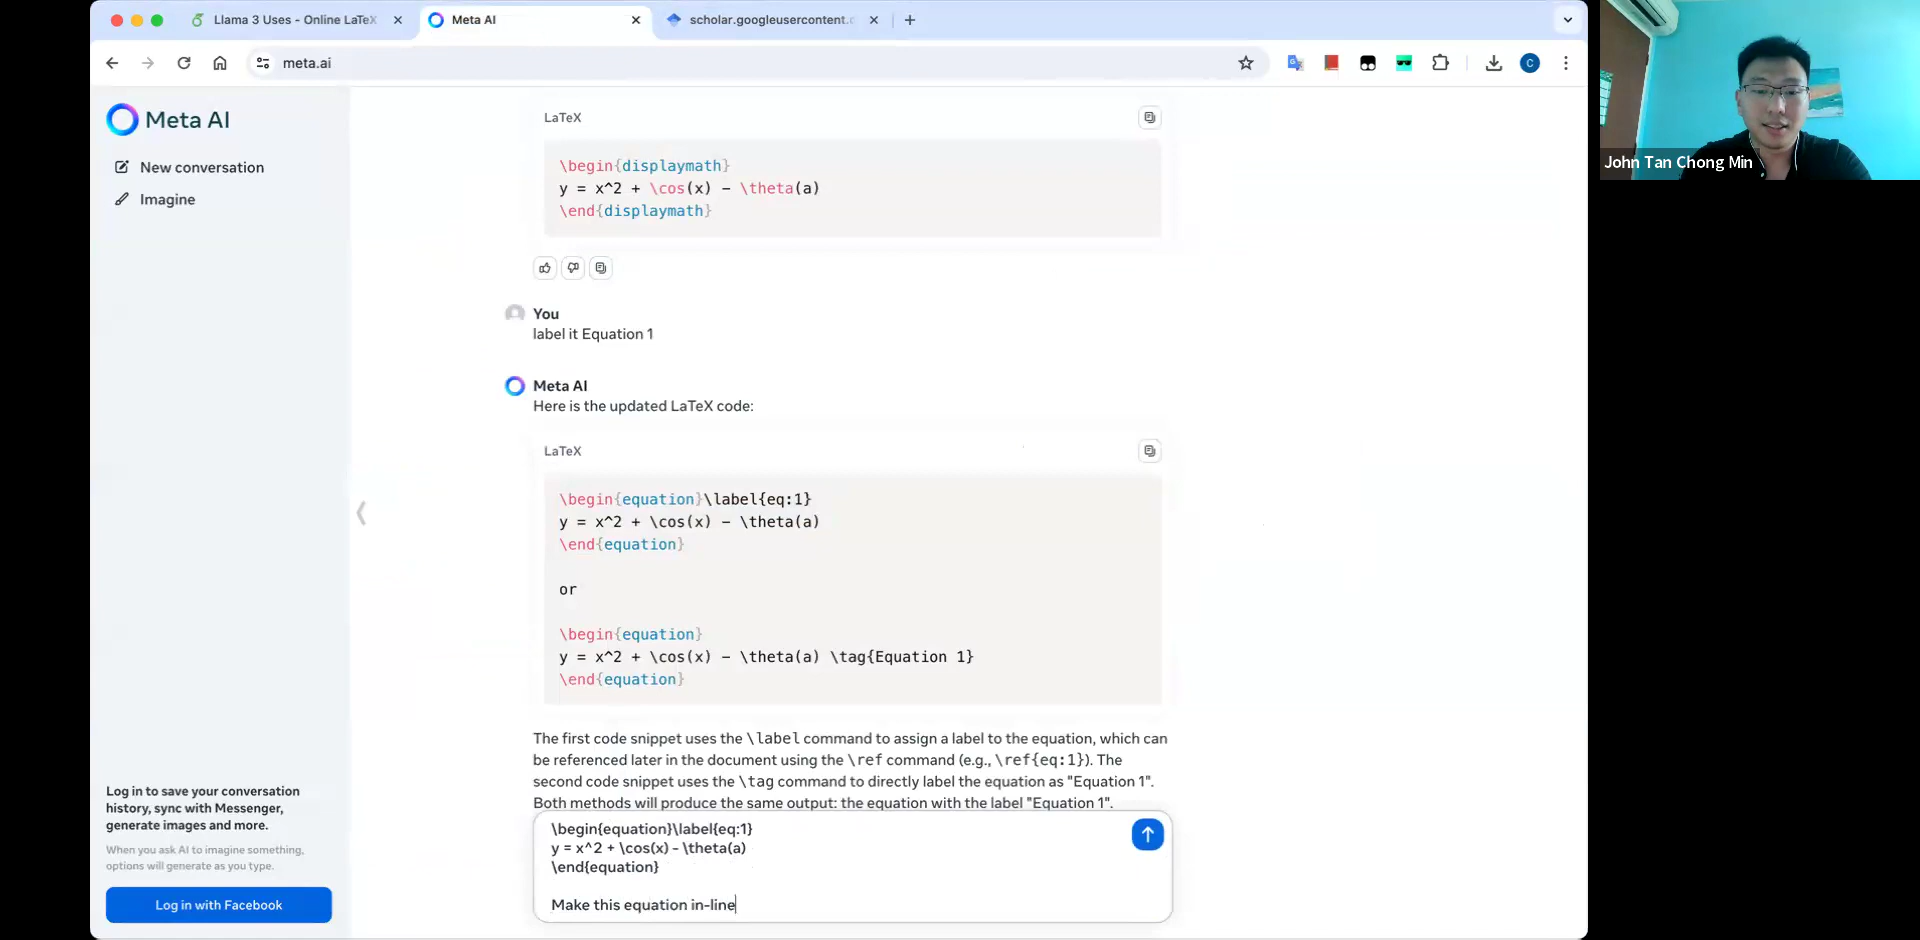 Llama 3 Uses - Online LaTeX
Meta AI
scholar.googleusercontent.
meta.ai
C
Meta AI
New conversation
Imagine
LaTeX
\begin{displaymath}
y = x^2 + \cos(x) - \theta(a)
\end{displaymath}
You
label it Equation 1
Meta AI
Here is the updated LaTeX code:
LaTeX
\begin{equation}\label{eq:1}
y = x^2 + \cos(x) - \theta(a)
\end{equation}
or
\begin{equation}
y = x^2 + \cos(x) - \theta(a) \tag{Equation 1}
\end{equation}
The first code snippet uses the \label command to assign a label to the equation, which can
be referenced later in the document using the \ref command (e.g., \ref{eq:1}). The
second code snippet uses the \tag command to directly label the equation as "Equation 1".
Both methods will produce the same output: the equation with the label "Equation 1".
\begin{equation}\label{eq:1}
y = x^2 + \cos(x) - \theta(a)
\end{equation}
Make this equation in-line
Log in to save your conversation
history, sync with Messenger,
generate images and more.
When you ask AI to imagine something,
options will generate as you type.
Log in with Facebook
John Tan Chong Min